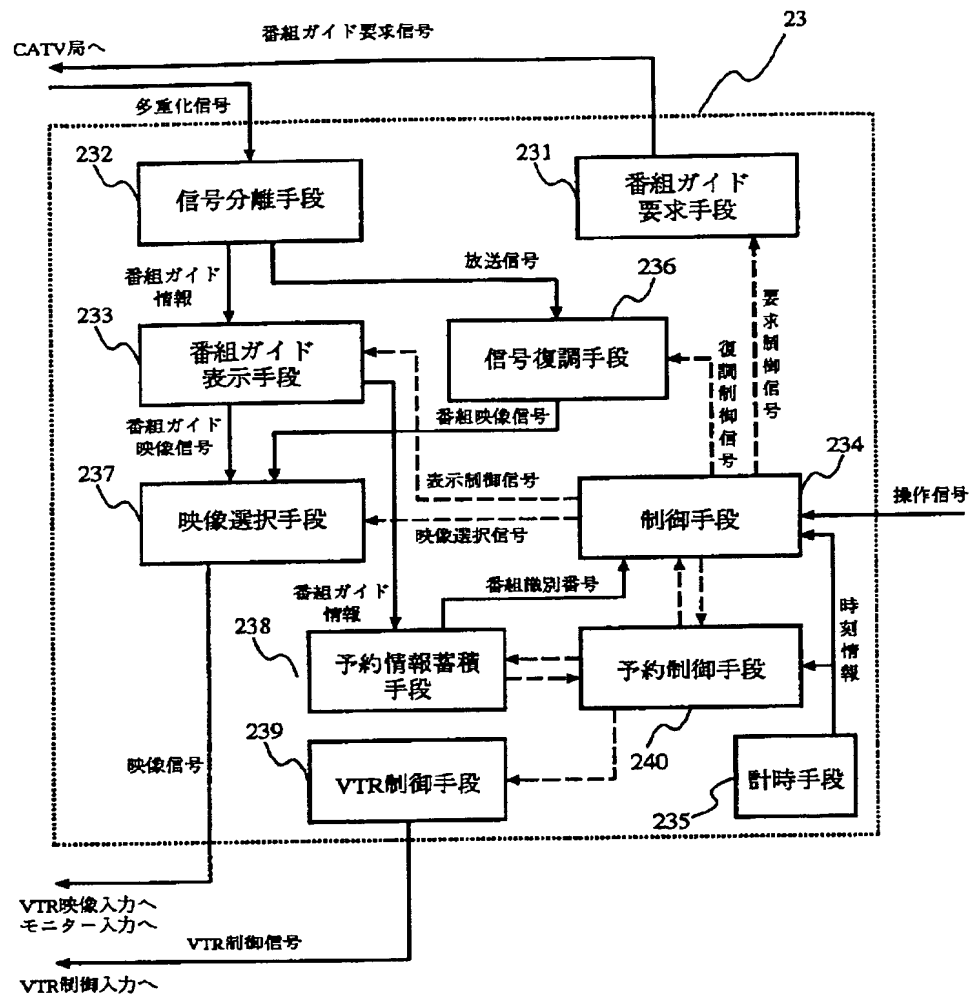 番組ガイド要求信号
23
CATV局へ
多重化信号
232
信号分離手段
231
番組ガイド
要求手段
番組ガイド
情報
放送信号
236
233
番組ガイド
表示手段
信号復調手段
復調制御信号
要求制御信号
番組ガイド
映像信号
番組映像信号
237
映像選択手段
表示制御信号
映像選択信号
234
制御手段
操作信号
番組ガイド
情報
番組識別番号
時刻情報
238
予約情報蓄積
手段
予約制御手段
239
VTR制御手段
240
235
計時手段
映像信号
VTR映像入力へ
モニター入力へ
VTR制御信号
VTR制御入力へ